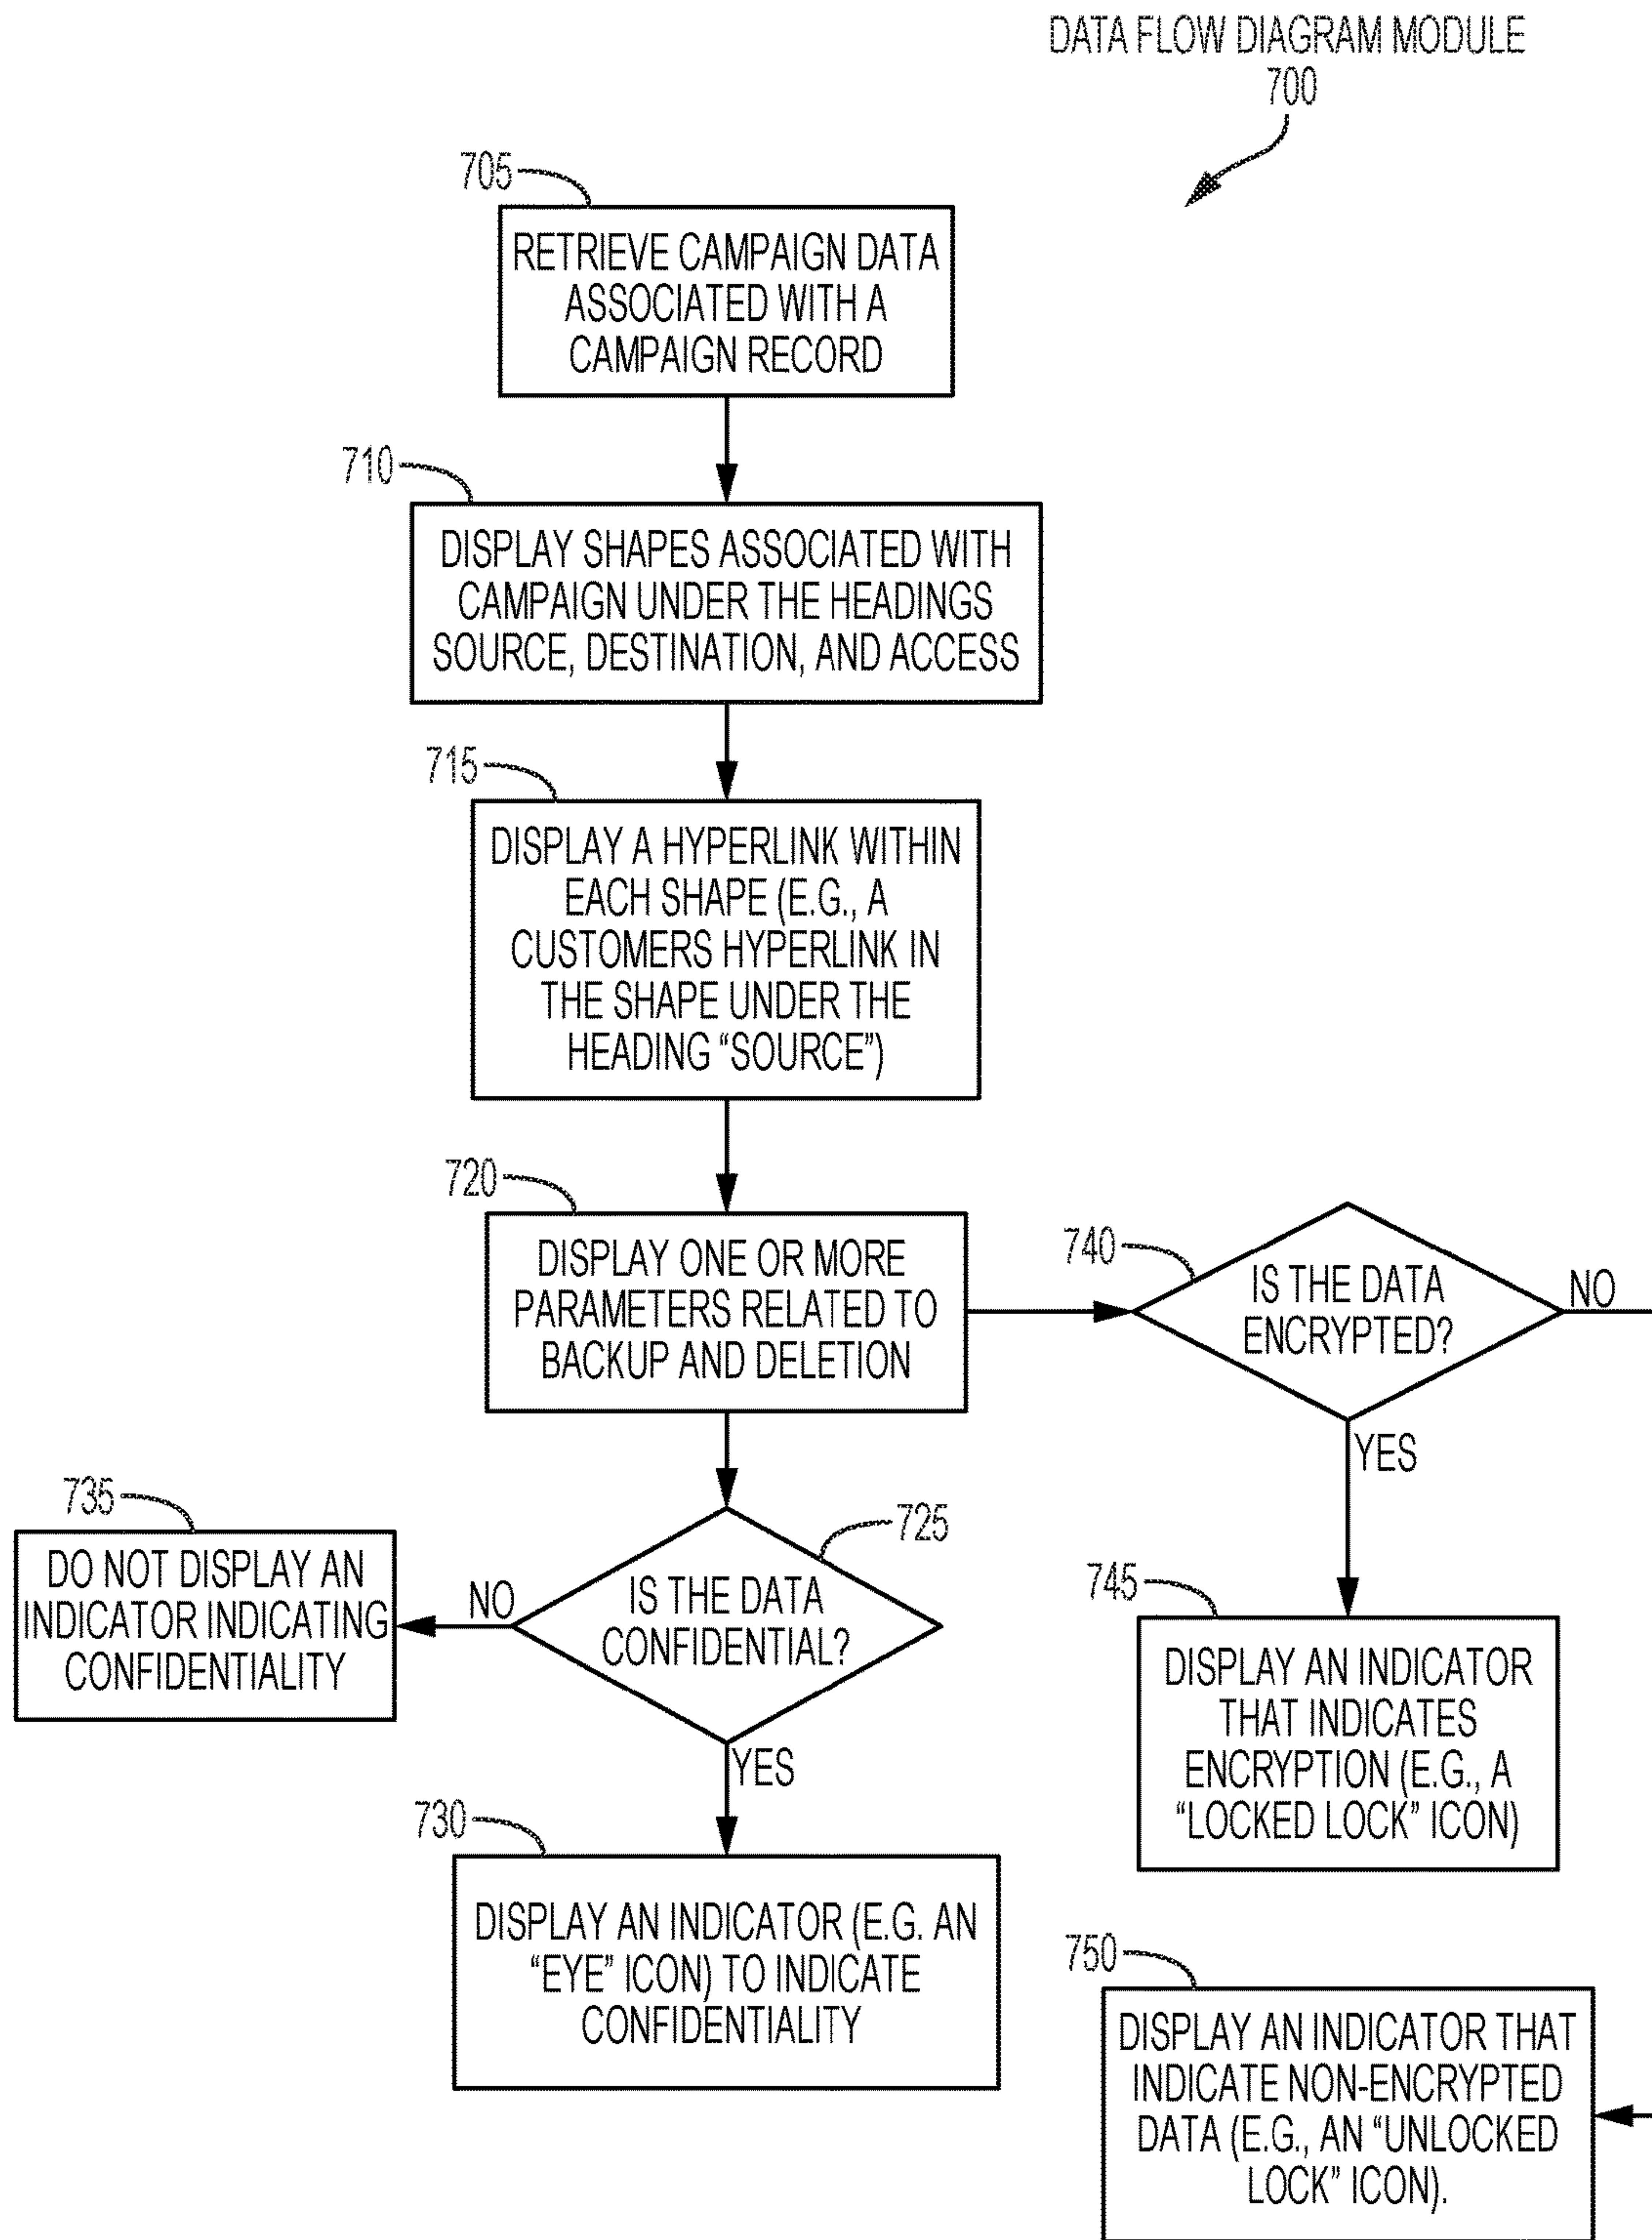 DATA FLOW DIAGRAM MODULE
700
705
RETRIEVE CAMPAIGN DATA
ASSOCIATED WITH A
CAMPAIGN RECORD
710
DISPLAY SHAPES ASSOCIATED WITH
CAMPAIGN UNDER THE HEADINGS
SOURCE, DESTINATION, AND ACCESS
715
DISPLAY A HYPERLINK WITHIN
EACH SHAPE (E.G., A
CUSTOMERS HYPERLINK IN
THE SHAPE UNDER THE
HEADING “SOURCE”)
720
DISPLAY ONE OR MORE
PARAMETERS RELATED TO
BACKUP AND DELETION
740
IS THE DATA
ENCRYPTED?
NO
YES
735
DO NOT DISPLAY AN
INDICATOR INDICATING
CONFIDENTIALITY
NO
725
IS THE DATA
CONFIDENTIAL?
YES
745
DISPLAY AN INDICATOR
THAT INDICATES
ENCRYPTION (E.G., A
“LOCKED LOCK” ICON)
730
DISPLAY AN INDICATOR (E.G. AN
“EYE” ICON) TO INDICATE
CONFIDENTIALITY
750
DISPLAY AN INDICATOR THAT
INDICATE NON-ENCRYPTED
DATA (E.G., AN “UNLOCKED
LOCK” ICON).